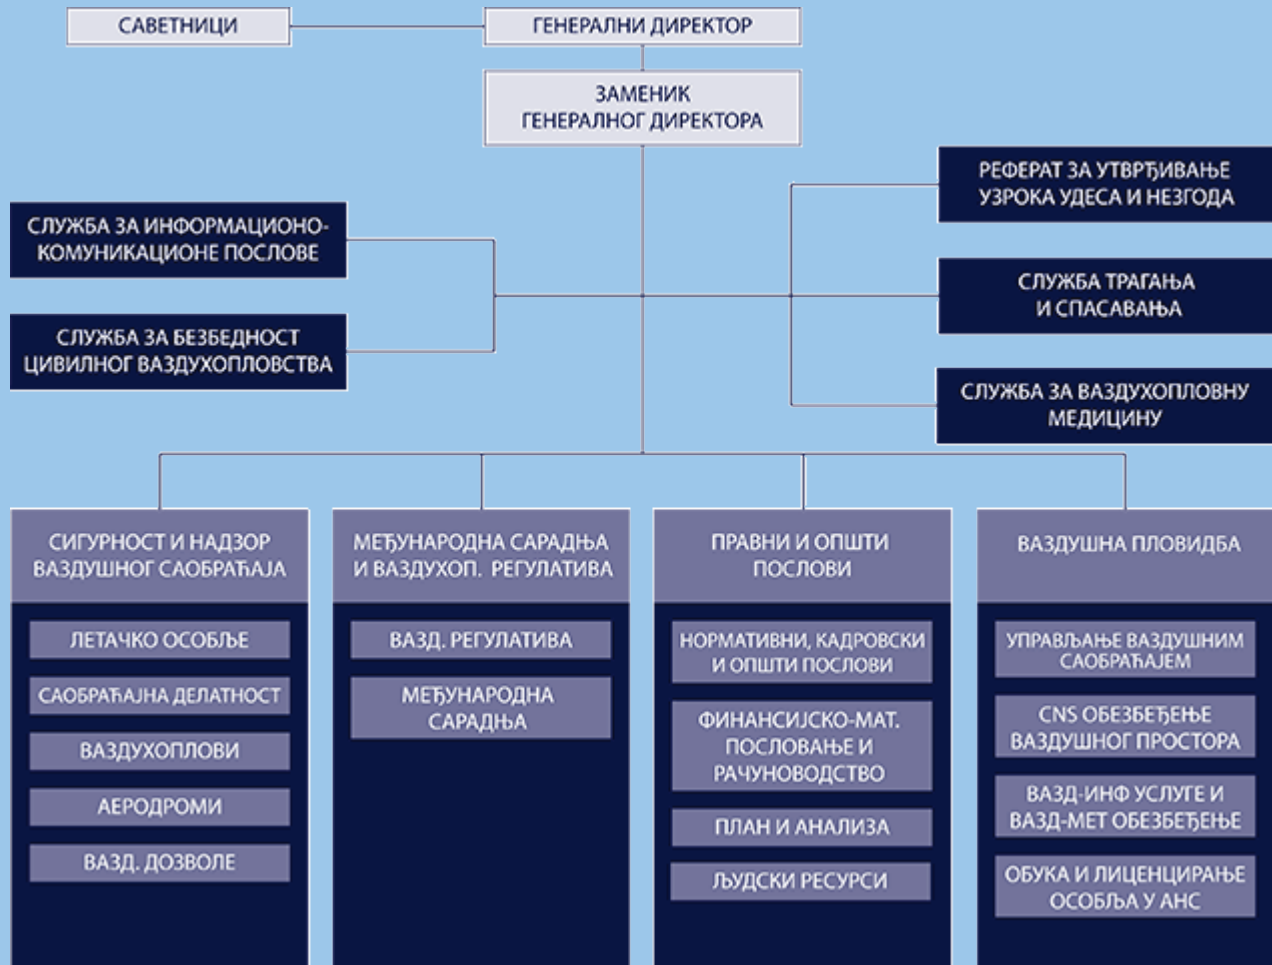 САВЕТНИЦИ
ГЕНЕРАЛНИ ДИРЕКТОР
ЗАМЕНИК
ГЕНЕРАЛНОГ ДИРЕКТОРА
СЛУЖБА ЗА ИНФОРМАЦИОНО-
КОМУНИКАЦИОНЕ ПОСЛОВЕ
СЛУЖБА ЗА БЕЗБЕДНОСТ
ЦИВИЛНОГ ВАЗДУХОПЛОВСТВА
РЕФЕРАТ ЗА УТВРЂИВАЊЕ
УЗРОКА УДЕСА И НЕЗГОДА
СЛУЖБА ТРАГАЊА
И СПАСАВАЊА
СЛУЖБА ЗА ВАЗДУХОПЛОВНУ
МЕДИЦИНУ
СИГУРНОСТ И НАДЗОР
ВАЗДУШНОГ САОБРАЋАЈА
ЛЕТАЧКО ОСОБЉЕ
САОБРАЋАЈНА ДЕЛАТНОСТ
ВАЗДУХОПЛОВИ
АЕРОДРОМИ
ВАЗД. ДОЗВОЛЕ
МЕЂУНАРОДНА САРАДЊА
И ВАЗДУХОП. РЕГУЛАТИВА
ВАЗД. РЕГУЛАТИВА
МЕЂУНАРОДНА
САРАДЊА
ПРАВНИ И ОПШТИ
ПОСЛОВИ
НОРМАТИВНИ, КАДРОВСКИ
И ОПШТИ ПОСЛОВИ
ФИНАНСИЈСКО-МАТ.
ПОСЛОВАЊЕ И
РАЧУНОВОДСТВО
ПЛАН И АНАЛИЗА
ЉУДСКИ РЕСУРСИ
ВАЗДУШНА ПЛОВИДБА
УПРАВЉАЊЕ ВАЗДУШНИМ
САОБРАЋАЈЕМ
CNS ОБЕЗБЕЂЕЊЕ
ВАЗДУШНОГ ПРОСТОРА
ВАЗД-ИНФ УСЛУГЕ И
ВАЗД-МЕТ ОБЕЗБЕЂЕЊЕ
ОБУКА И ЛИЦЕНЦИРАЊЕ
ОСОБЉА У АНС